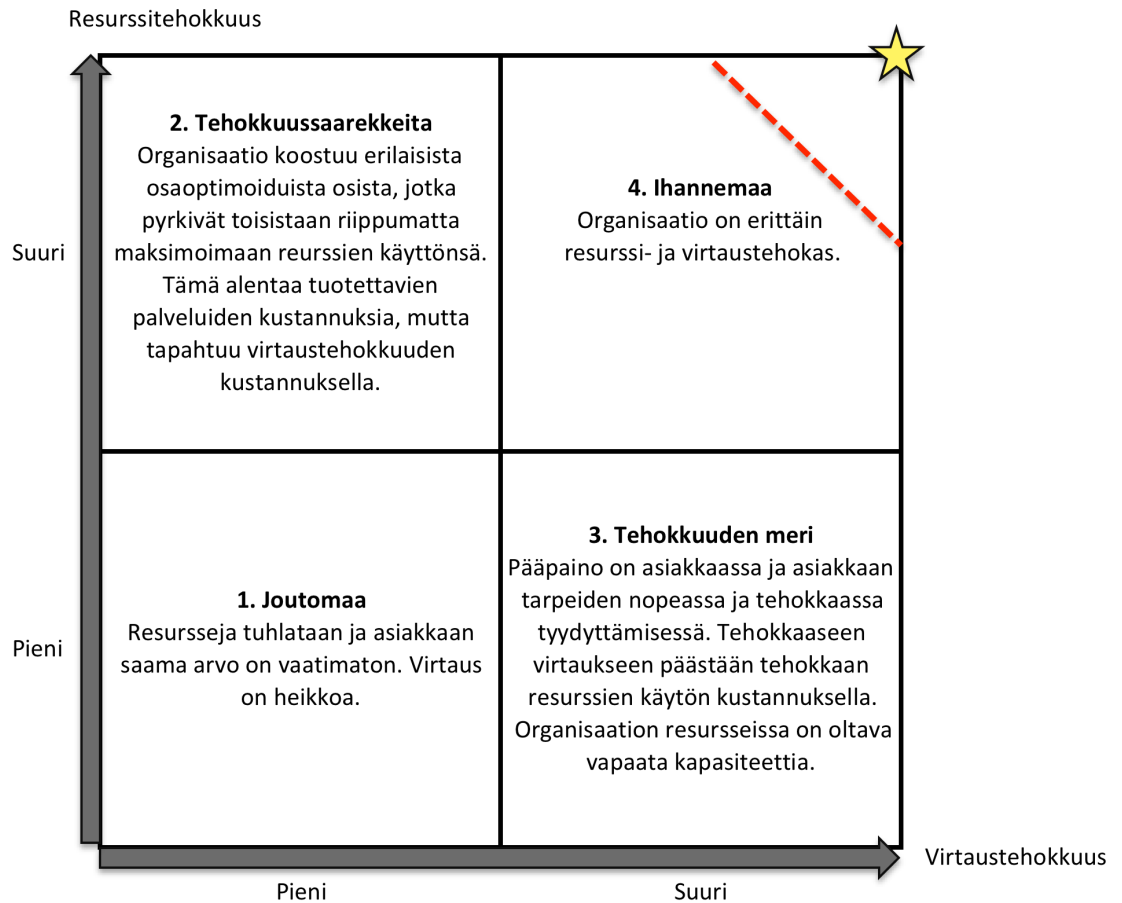 Resurssitehokkuus
2. Tehokkuussaarekkeita
Organisaatio koostuu erilaisista
osaoptimoiduista osista, jotka
pyrkivät toisistaan riippumatta
maksimoimaan reurssien käyttönsä.
Tämä alentaa tuotettavien
palveluiden kustannuksia, mutta
tapahtuu virtaustehokkuuden
kustannuksella.
4. Ihannemaa
Organisaatio on erittäin
resurssi- ja virtaustehokas.
Suuri
1. Joutomaa
Resursseja tuhlataan ja asiakkaan
saama arvo on vaatimaton. Virtaus
on heikkoa.
3. Tehokkuuden meri
Pääpaino on asiakkaassa ja asiakkaan
tarpeiden nopeassa ja tehokkaassa
tyydyttämisessä. Tehokkaaseen
virtaukseen päästään tehokkaan
resurssien käytön kustannuksella.
Organisaation resursseissa on oltava
vapaata kapasiteettia.
Pieni
Virtaustehokkuus
Pieni
Suuri